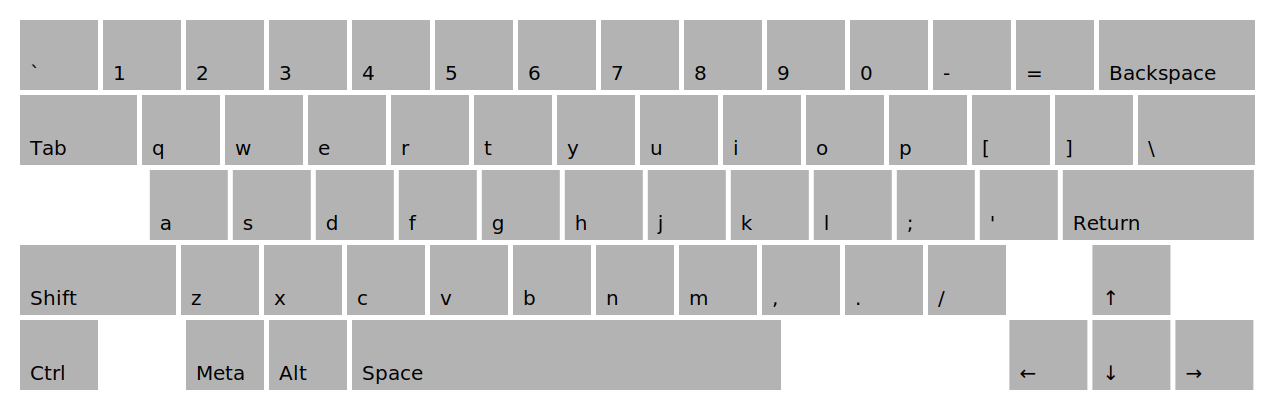 ` 1 2 3 4 5 6 7 8 9 0 - = Backspace
Tab q w e r t y u i o p [ ] \
a s d f g h j k l ; ' Return
Shift z x c v b n m , . / ↑
Ctrl Meta Alt Space ← ↓ →